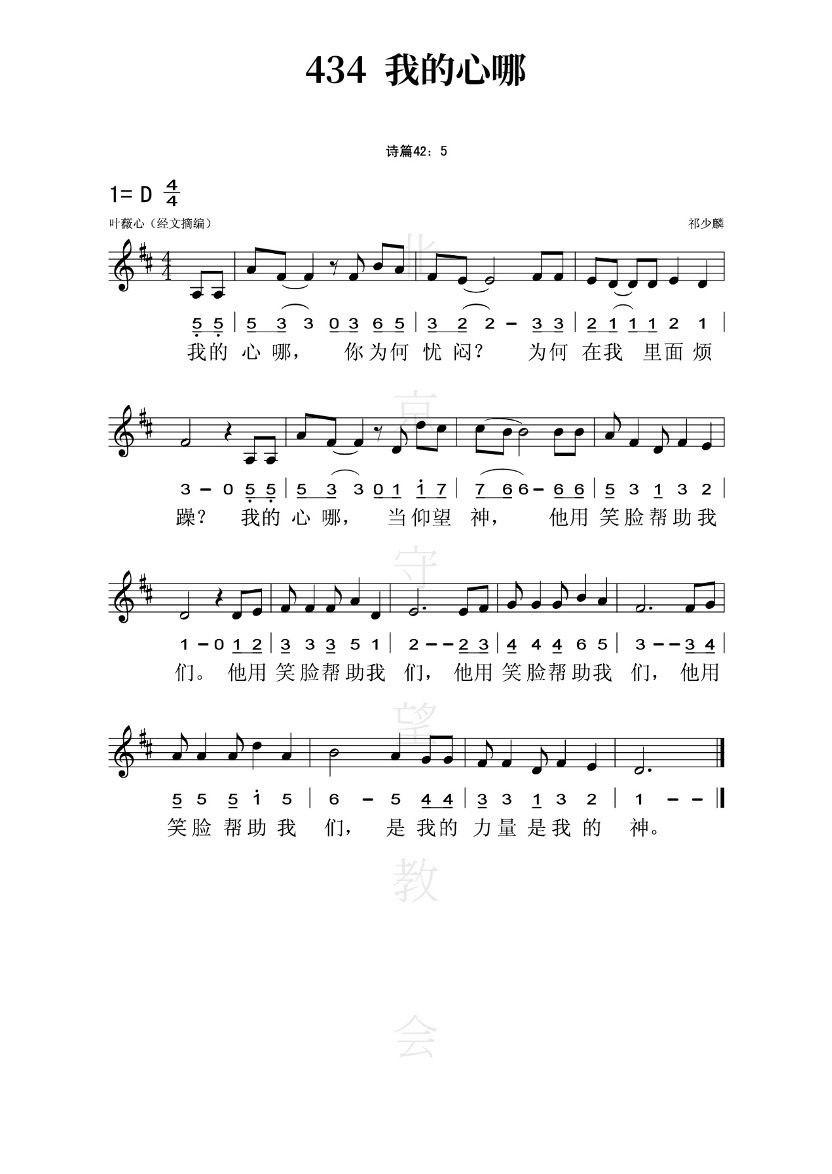 434 我的心哪
诗篇42：5
1= D 4/4
叶薇心（经文摘编） 祁少麟
5 5 | 5 3 3 0 3 6 5 | 3 2 2 - 3 3 | 2 1 1 1 2 1 |
我的 心 哪， 你为何 忧 闷？ 为何 在我 里面 烦
3 - 0 5 5 | 5 3 3 0 1 1 7 | 7 6 6 - 6 6 | 5 3 1 3 2 |
躁？ 我的 心 哪， 当仰望 神， 他用 笑脸帮助我
1 - 0 1 2 | 3 3 3 5 1 | 2 - - 2 3 | 4 4 4 6 5 | 3 - - 3 4 |
们。 他用 笑脸帮助我 们，他用 笑脸帮助我 们，他用
5 5 5 1 5 | 6 - 5 4 4 | 3 3 1 3 2 | 1 - - ‖
笑脸 帮助我 们， 是 我的 力量是我 的 神。
北
京
守
望
教
会